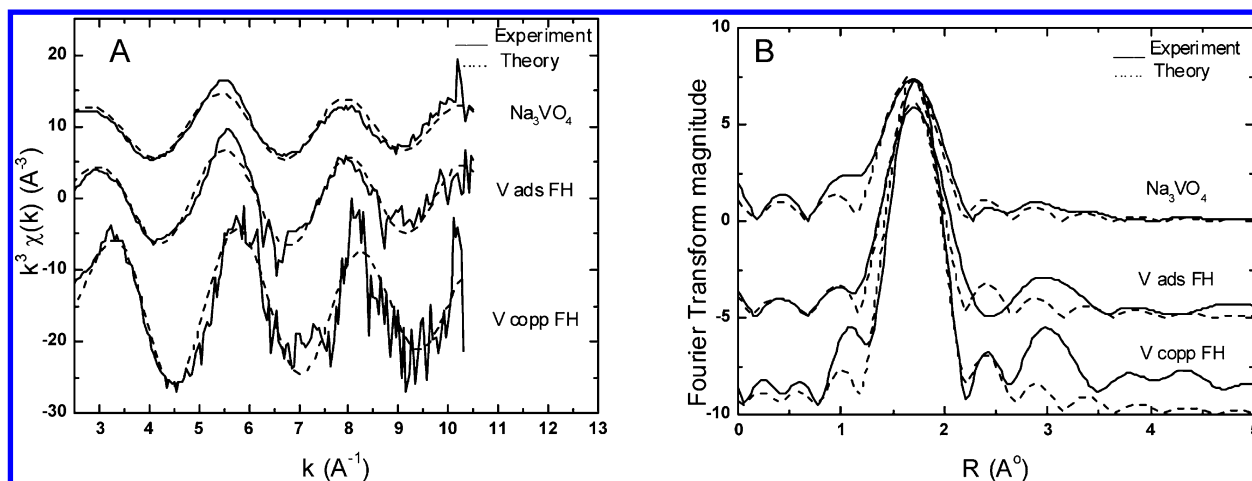 A
Experiment
Theory
Na3VO4
V ads FH
V copp FH
k^3 χ(k) (A^-3)
20
10
0
-10
-20
-30
3 4 5 6 7 8 9 10 11 12 13
k (A^-1)
B
Experiment
Theory
Na3VO4
V ads FH
V copp FH
Fourier Transform magnitude
10
5
0
-5
-10
0 1 2 3 4 5
R (A^o)